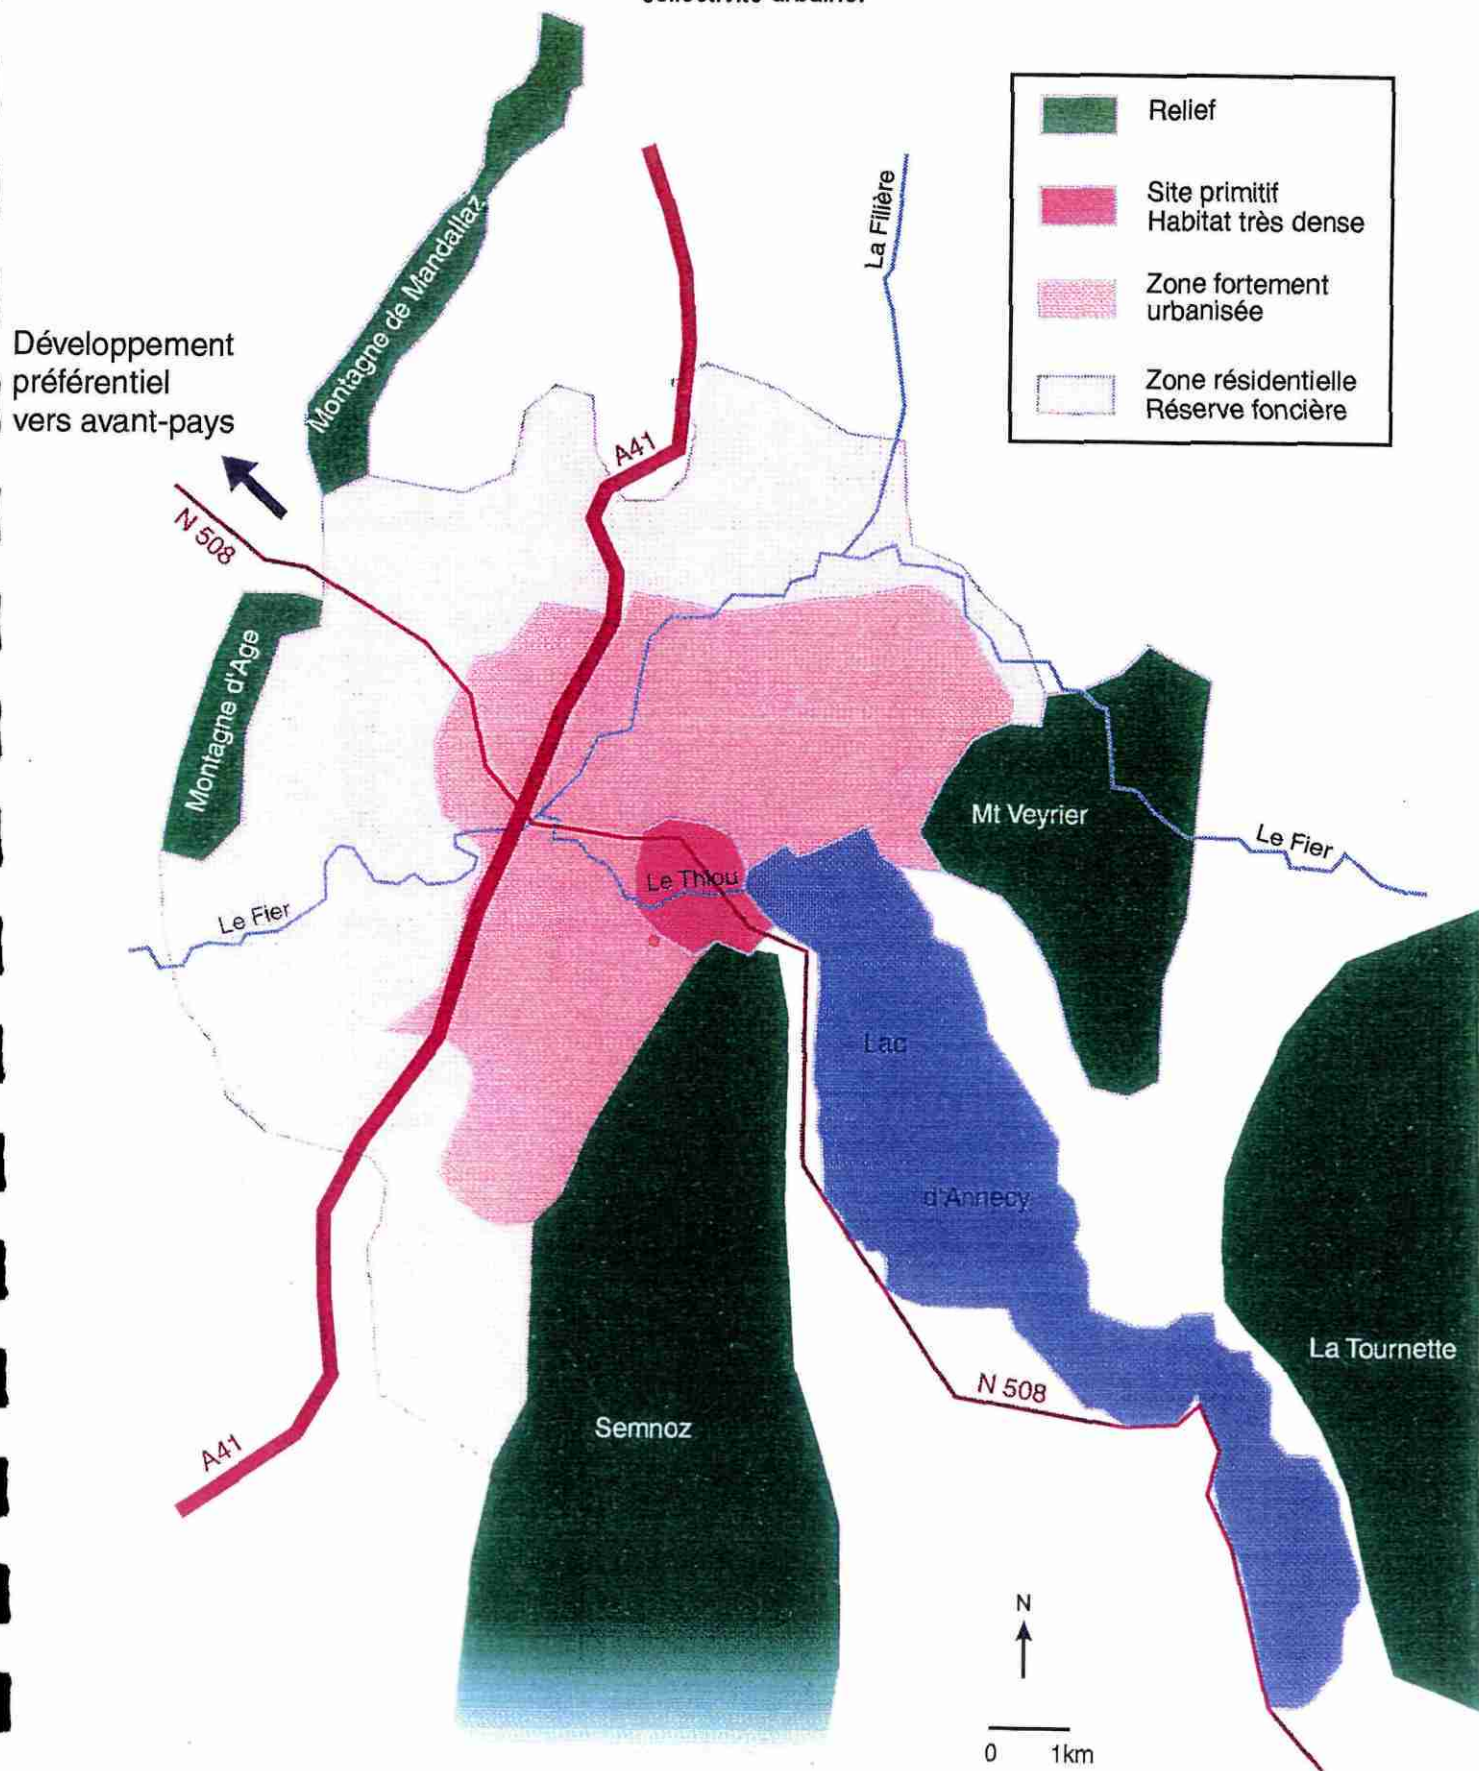 collectivité urbaine.
Relief
Site primitif
Habitat très dense
Zone fortement
urbanisée
Zone résidentielle
Réserve foncière
La Filière
Montagne de Mandallaz
Développement
préférentiel
vers avant-pays
A41
N 508
Montagne d'Age
Mt Veyrier
Le Fier
Le Thiou
Le Fier
Lac
d'Annecy
La Tournette
N 508
Semnoz
A41
N
0 1km